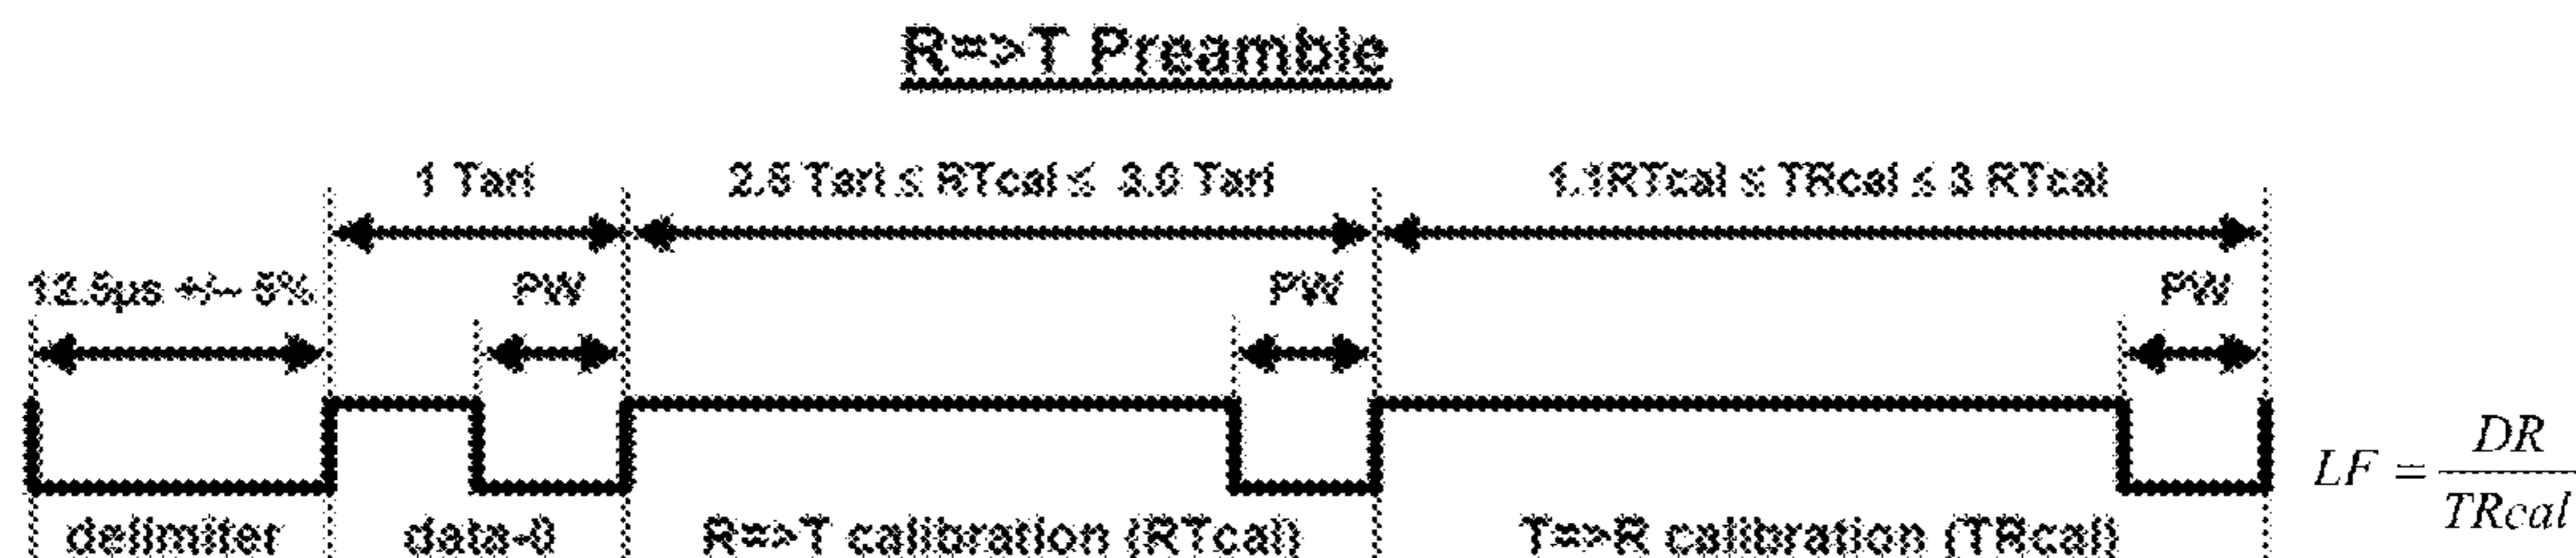 R=>T Preamble
1 Tari
2.5 Tari ≤ RTcal ≤ 3.0 Tari
1.1RTcal ≤ TRcal ≤ 3 RTcal
12.5µs +/– 5%
PW
PW
PW
LF = DR / TRcal
delimiter
data-0
R=>T calibration (RTcal)
T=>R calibration (TRcal)